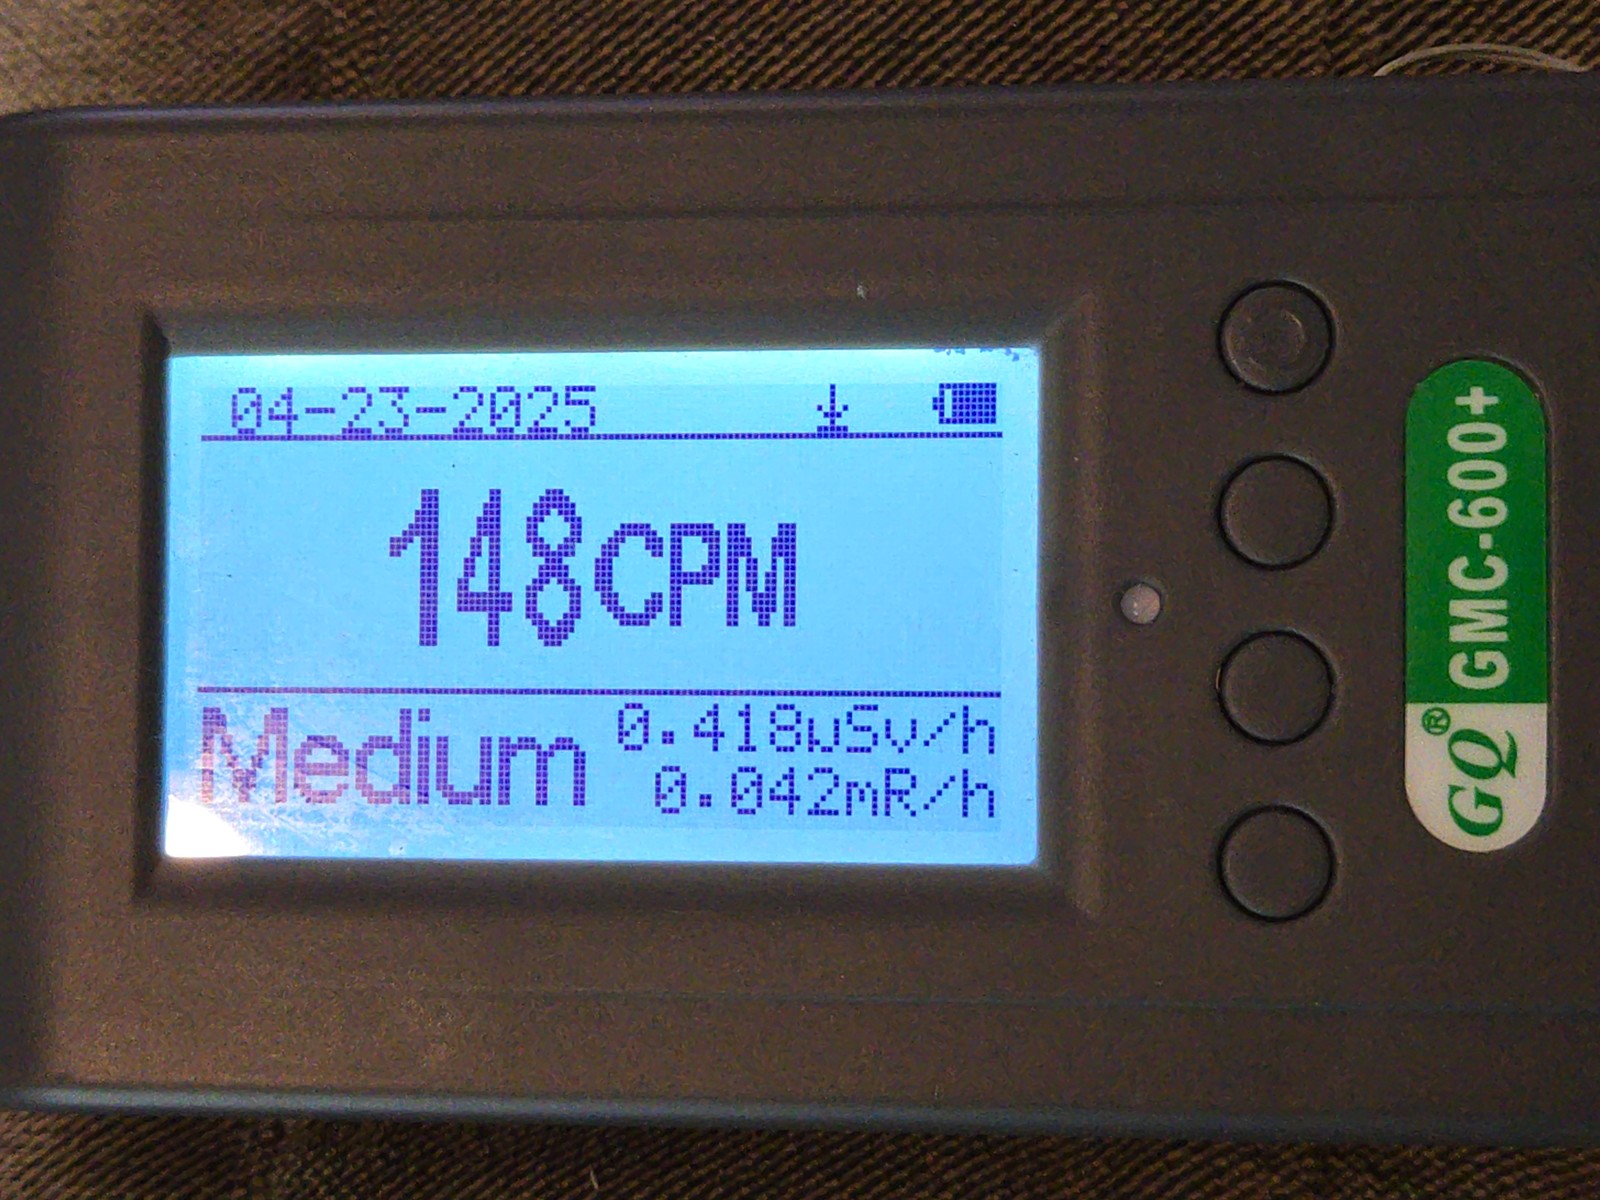 04-23-2025
148CPM
Medium
0.418uSv/h
0.042mR/h
GQ® GMC-600+